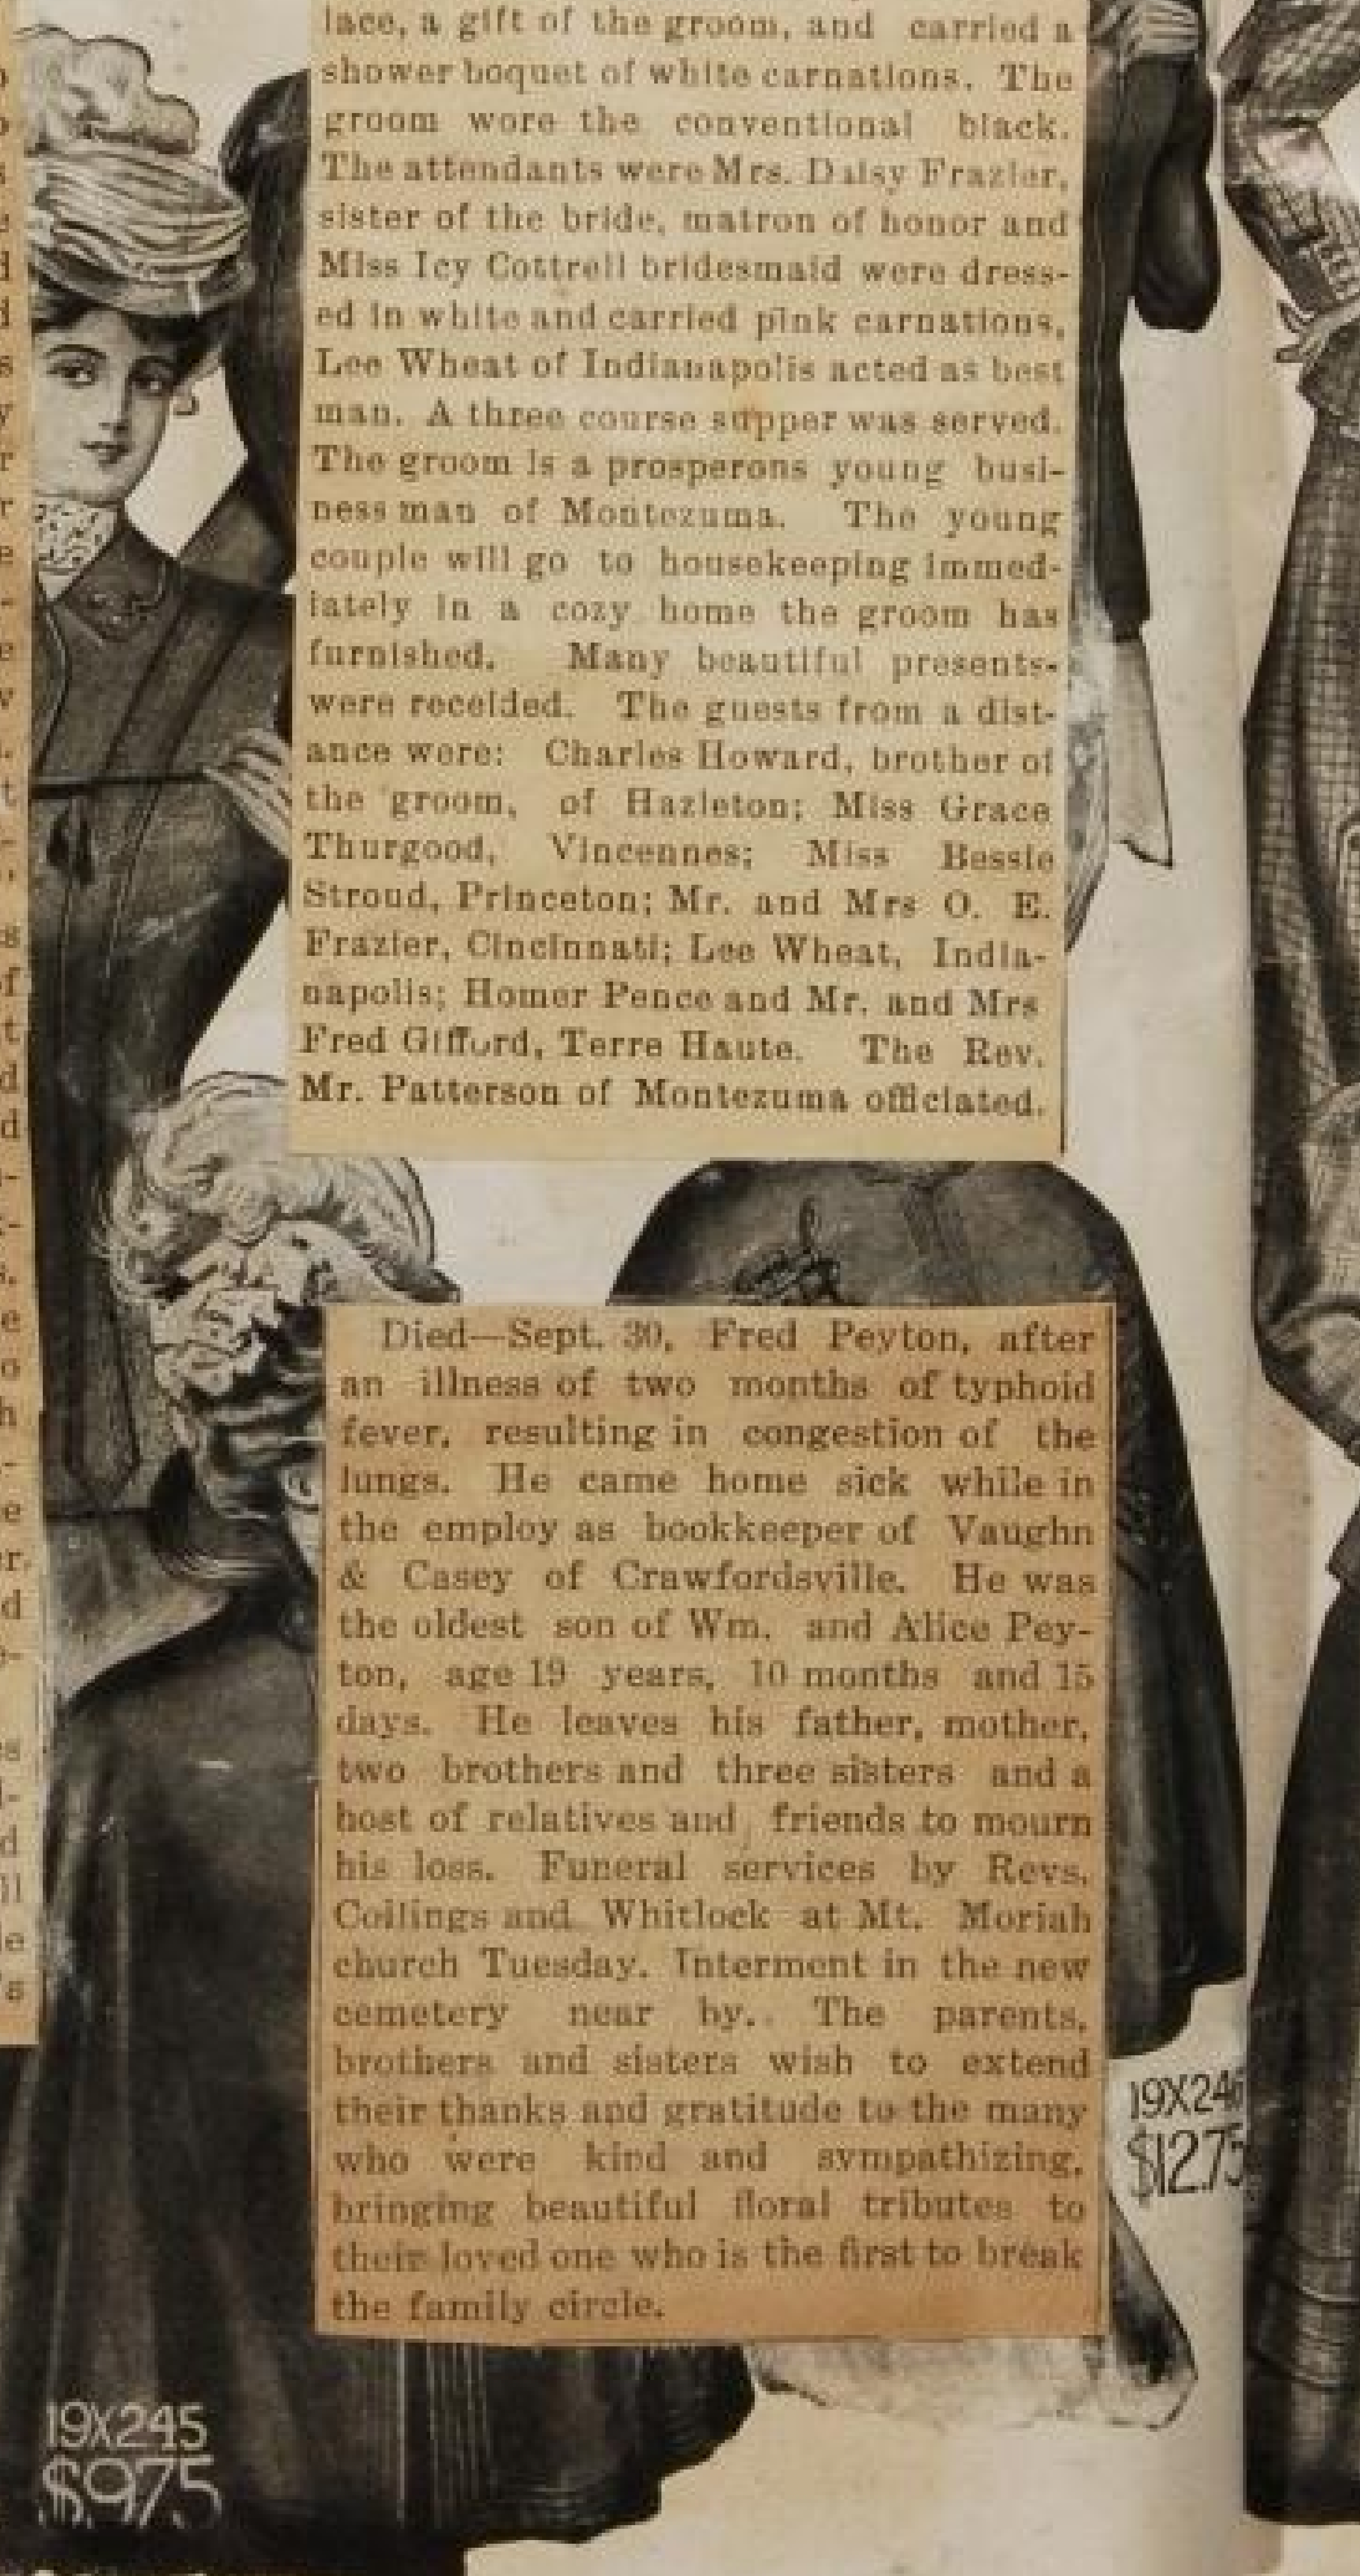 lace, a gift of the groom, and carried a
shower boquet of white carnations. The
groom wore the conventional black.
The attendants were Mrs. Daisy Frazier,
sister of the bride, matron of honor and
Miss Icy Cottrell bridesmaid were dress-
ed in white and carried pink carnations,
Lee Wheat of Indianapolis acted as best
man. A three course supper was served.
The groom is a prosperons young busi-
ness man of Montezuma. The young
couple will go to housekeeping immed-
iately in a cozy home the groom has
furnished. Many beautiful presents-
were receided. The guests from a dist-
ance were: Charles Howard, brother of
the groom, of Hazleton; Miss Grace
Thurgood, Vincennes; Miss Bessie
Stroud, Princeton; Mr. and Mrs O. E.
Frazier, Cincinnati; Lee Wheat, India-
napolis; Homer Pence and Mr. and Mrs
Fred Gifford, Terre Haute. The Rev.
Mr. Patterson of Montezuma officiated.
Died—Sept. 30, Fred Peyton, after
an illness of two months of typhoid
fever, resulting in congestion of the
lungs. He came home sick while in
the employ as bookkeeper of Vaughn
& Casey of Crawfordsville. He was
the oldest son of Wm. and Alice Pey-
ton, age 19 years, 10 months and 15
days. He leaves his father, mother,
two brothers and three sisters and a
host of relatives and friends to mourn
his loss. Funeral services by Revs.
Collings and Whitlock at Mt. Moriah
church Tuesday. Interment in the new
cemetery near by. The parents,
brothers and sisters wish to extend
their thanks and gratitude to the many
who were kind and sympathizing,
bringing beautiful floral tributes to
their loved one who is the first to break
the family circle.
19X246
$12.75
19X245
$9.75